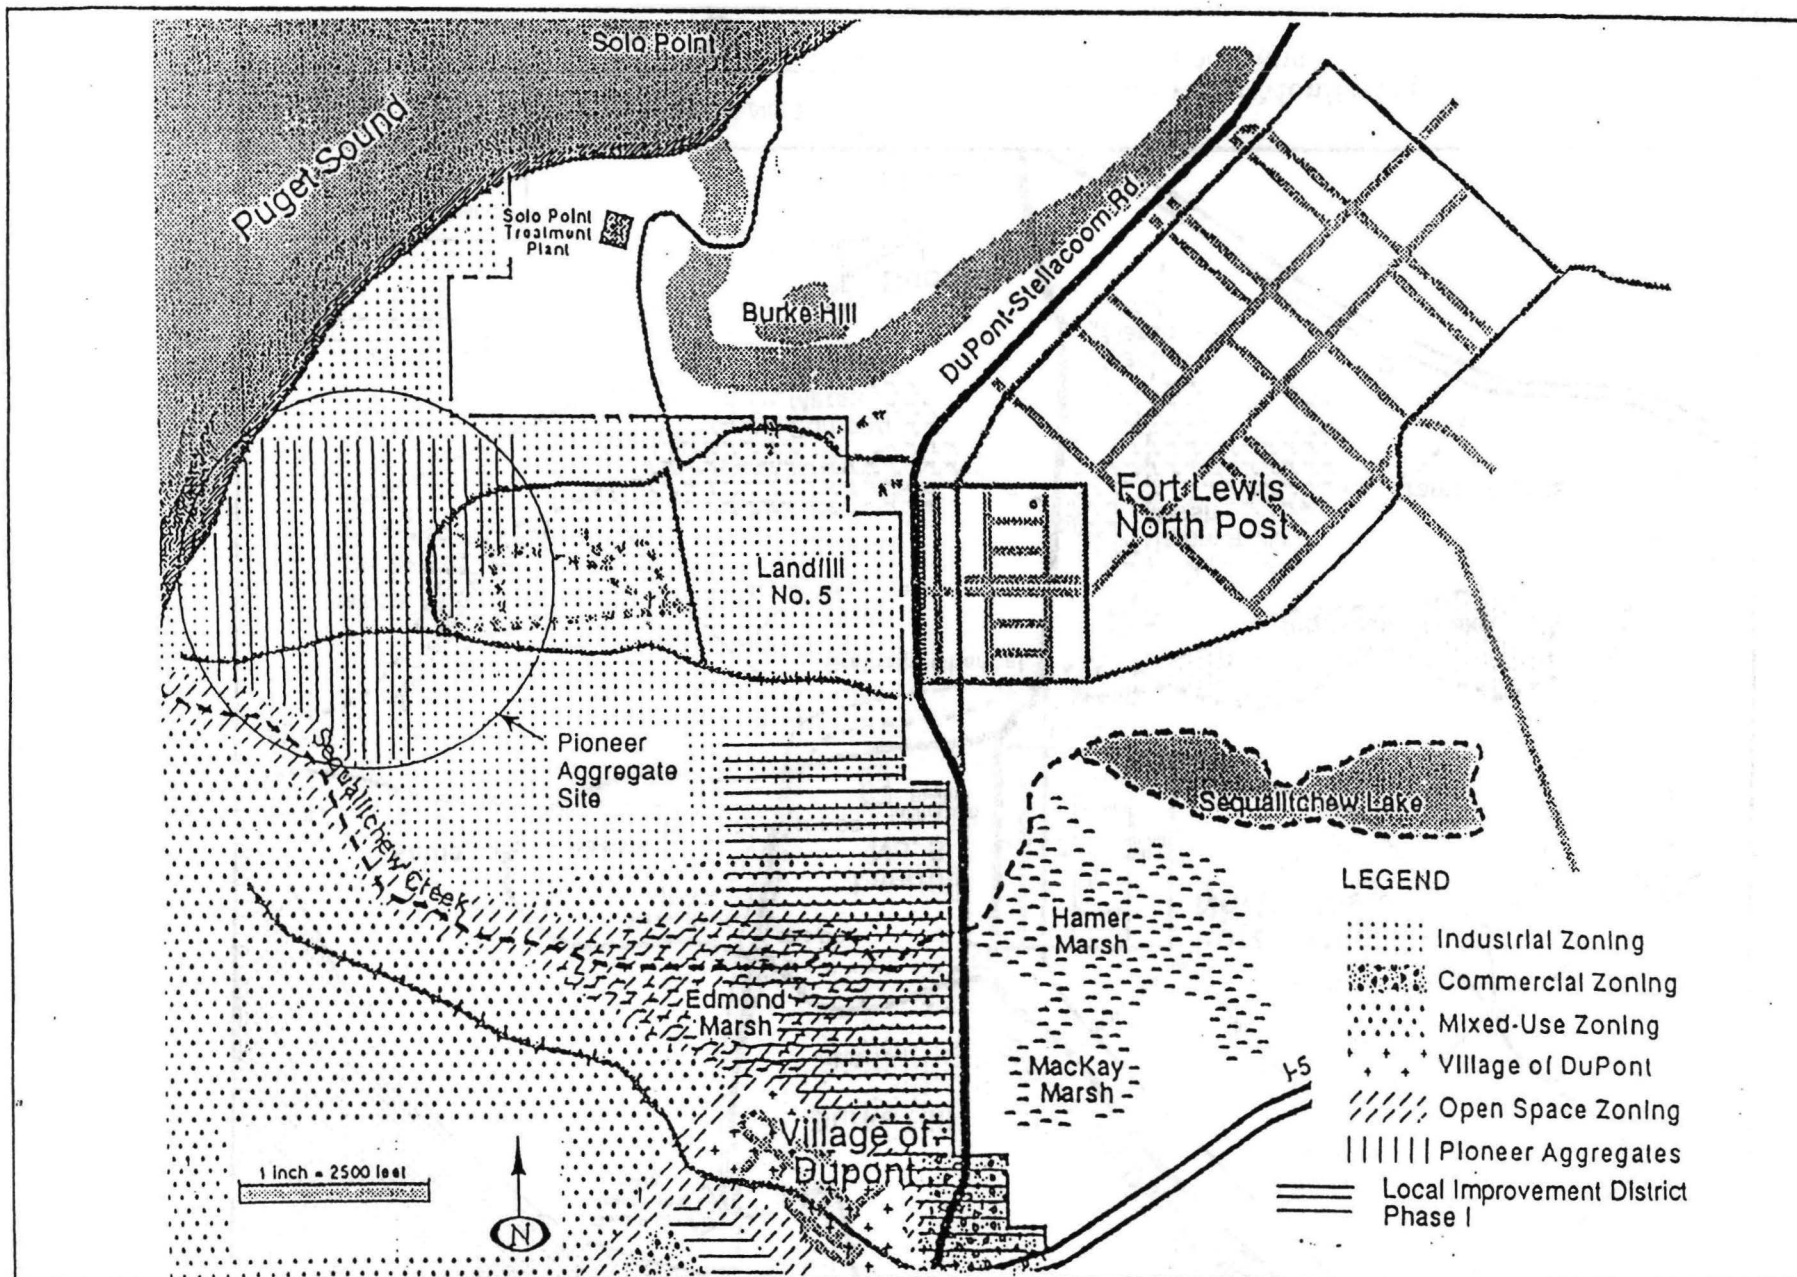 Solo Point
Puget Sound
Solo Point
Treatment
Plant
Burke Hill
DuPont-Stellacoom Rd.
Fort Lewis
North Post
Landfill
No. 5
Pioneer
Aggregate
Site
Sequalitchew Creek
Sequalitchew Lake
Hamer
Marsh
Edmond
Marsh
MacKay
Marsh
I-5
Village of
Dupont
1 inch = 2500 feet
N
LEGEND
Industrial Zoning
Commercial Zoning
Mixed-Use Zoning
Village of DuPont
Open Space Zoning
Pioneer Aggregates
Local Improvement District
Phase I